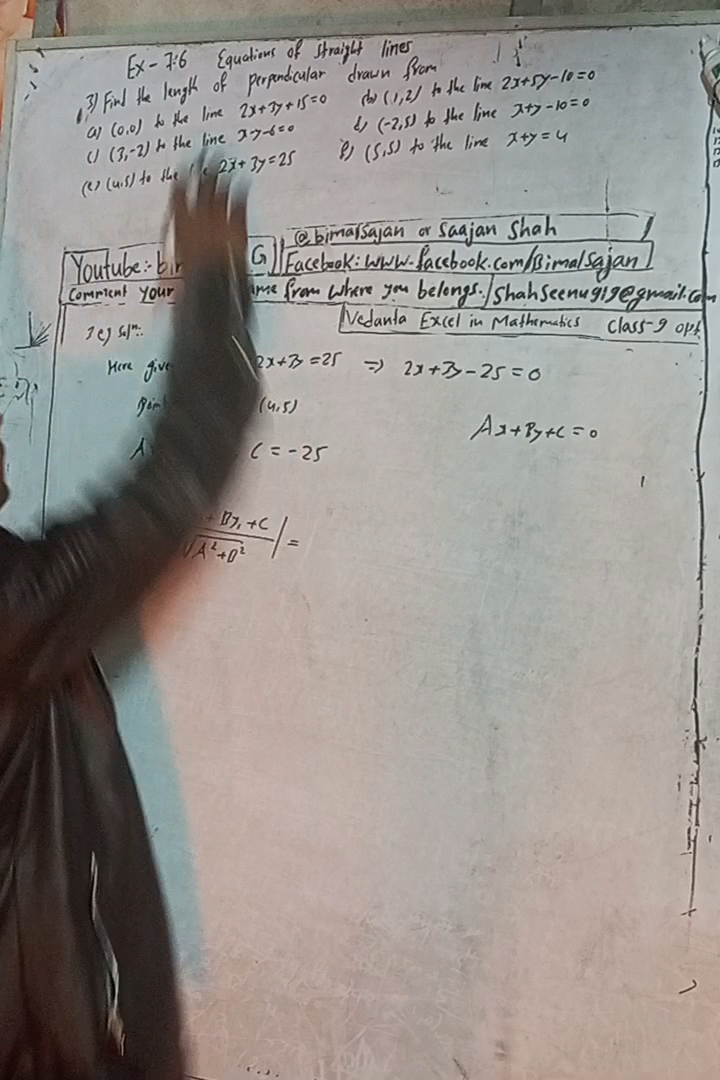 Ex - 7.6 Equations of straight lines
3) Find the length of perpendicular drawn from
a) (0,0) to the line 2x+3y+15=0 (b) (1,2) to the line 2x+5y-10=0
c) (3,-2) to the line x-y-6=0 d) (-2,5) to the line x+y-10=0
(e) (4,5) to the 2x+3y=25 f) (5,5) to the line x+y=4
@bimalsajan or Saajan Shah
Youtube:- G Facebook: www.facebook.com/Bimalsajan
Comment your from where you belongs./shahseenu919@gmail.com
Vedanta Excel in Mathematics Class-9 opt
3 e) Solⁿ:
Here 2x+3y=25 => 2x+3y-25=0
(4,5)
Ax+By+C=0
A C=-25
+By₁+C
√A²+B² | =